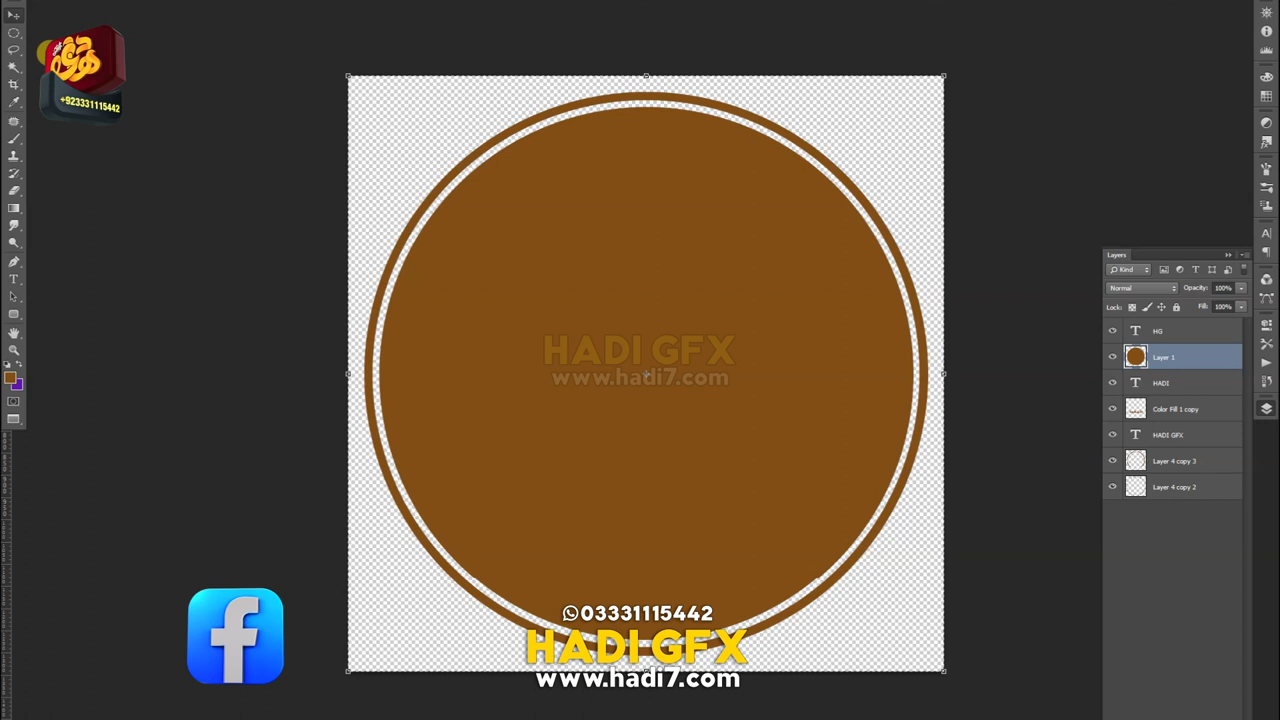 +923331115442
HADI GFX
www.hadi7.com
03331115442
HADI GFX
www.hadi7.com
Layers
Kind
Normal
Opacity: 100%
Lock:
Fill: 100%
HG
Layer 1
HADI
Color Fill 1 copy
HADI GFX
Layer 4 copy 3
Layer 4 copy 2